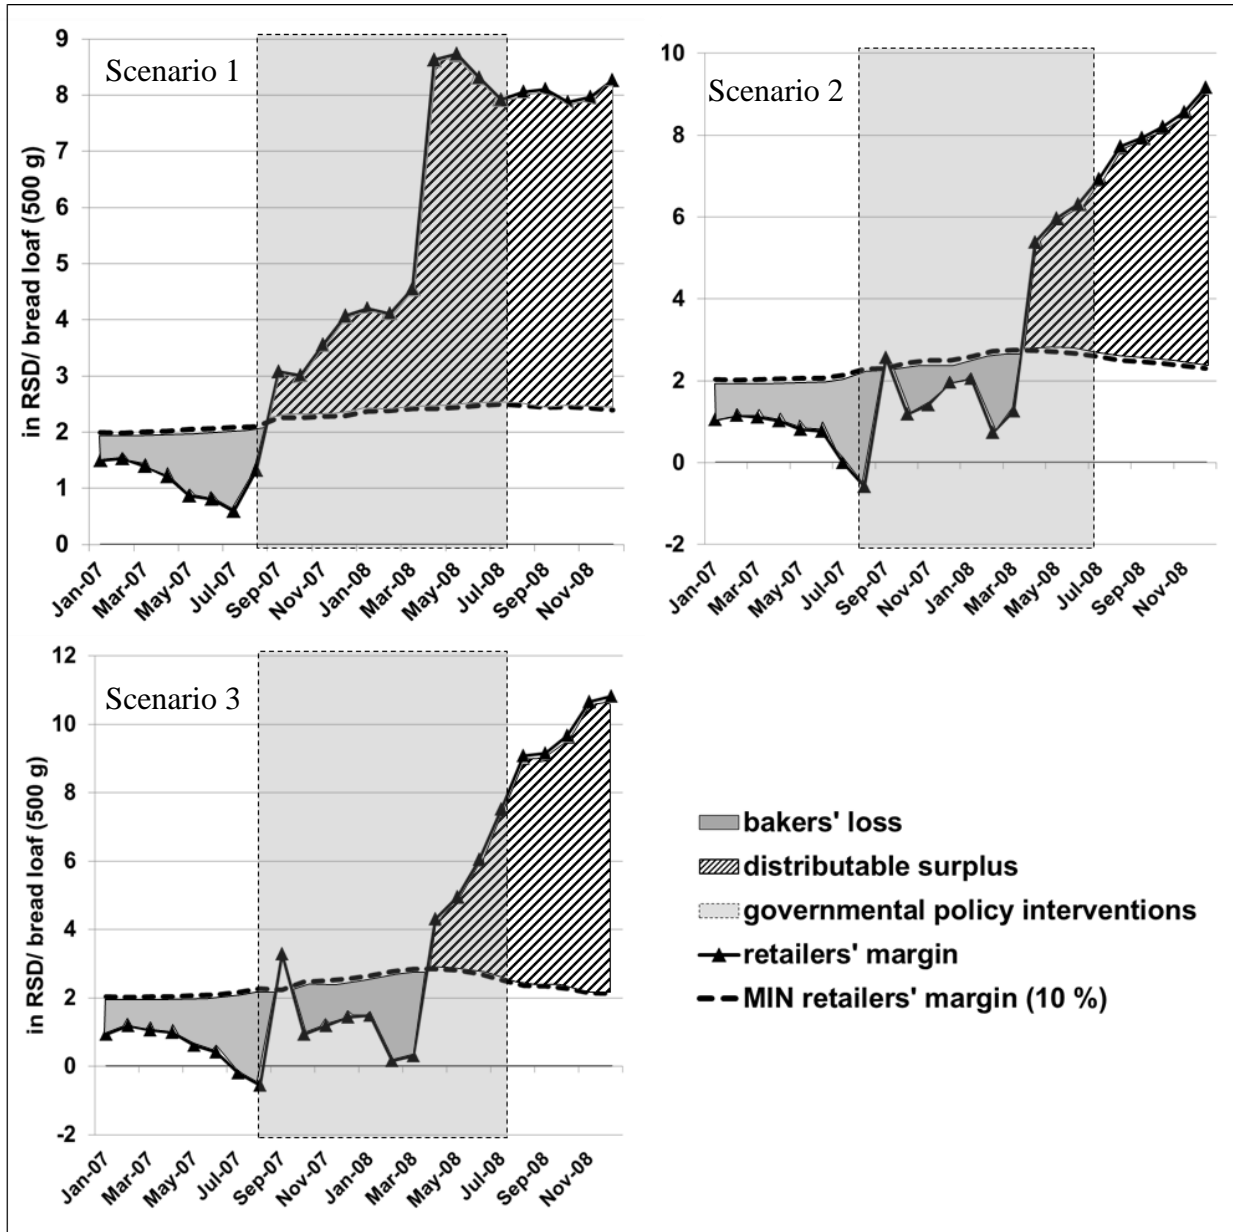 Scenario 1
in RSD/ bread loaf (500 g)
9
8
7
6
5
4
3
2
1
0
Jan-07
Mar-07
May-07
Jul-07
Sep-07
Nov-07
Jan-08
Mar-08
May-08
Jul-08
Sep-08
Nov-08
Scenario 2
10
8
6
4
2
0
-2
Jan-07
Mar-07
May-07
Jul-07
Sep-07
Nov-07
Jan-08
Mar-08
May-08
Jul-08
Sep-08
Nov-08
Scenario 3
in RSD/ bread loaf (500 g)
12
10
8
6
4
2
0
-2
Jan-07
Mar-07
May-07
Jul-07
Sep-07
Nov-07
Jan-08
Mar-08
May-08
Jul-08
Sep-08
Nov-08
bakers' loss
distributable surplus
governmental policy interventions
retailers' margin
MIN retailers' margin (10 %)